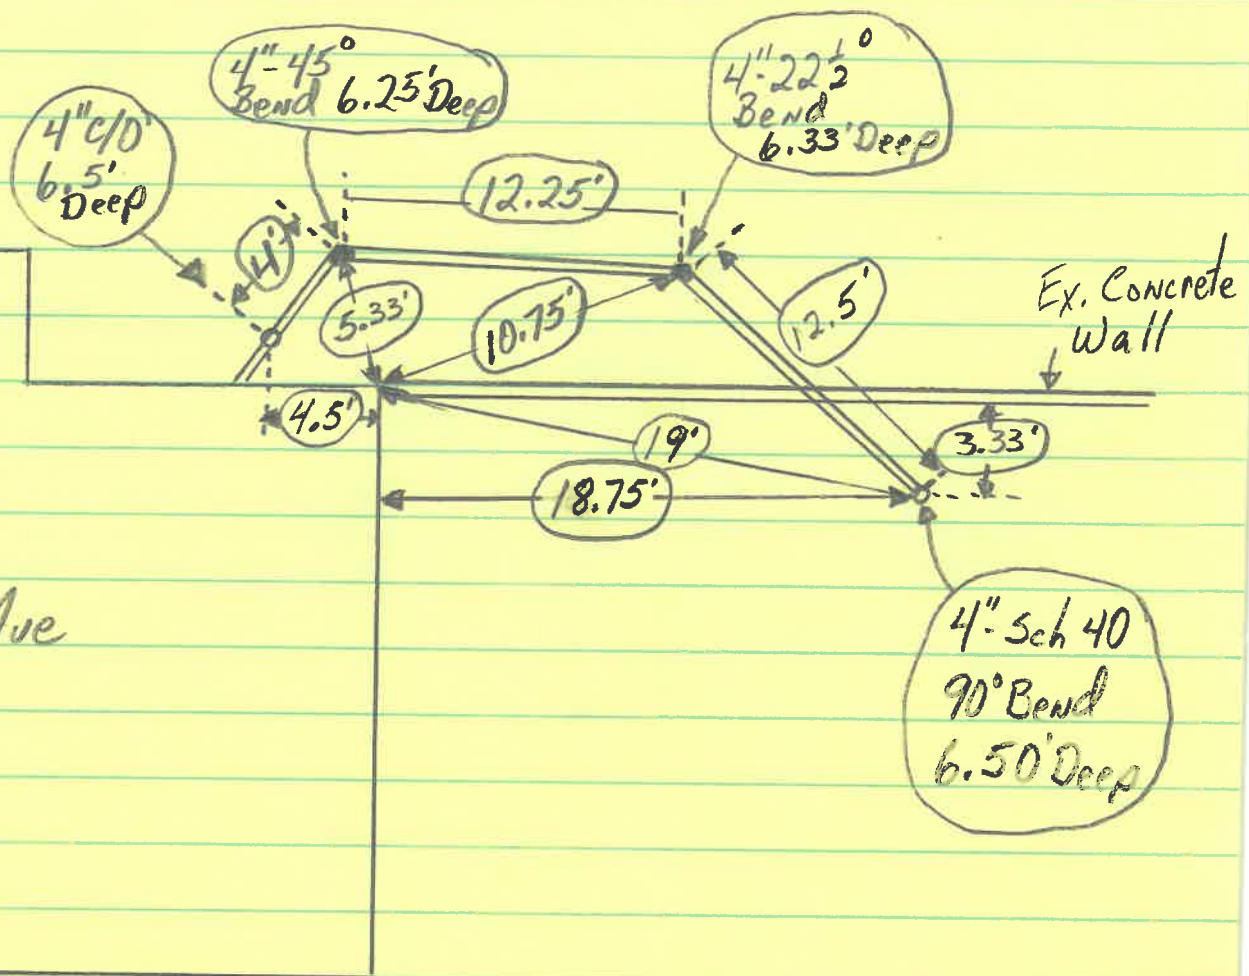 4"-45°
Bend 6.25' Deep
4"-22 1/2°
Bend
6.33' Deep
4" C/O
6.5'
Deep
12.25'
4'
5.33'
10.75'
12.5'
Ex. Concrete
Wall
4.5'
19'
3.33'
18.75'
4"-Sch 40
90° Bend
6.50' Deep